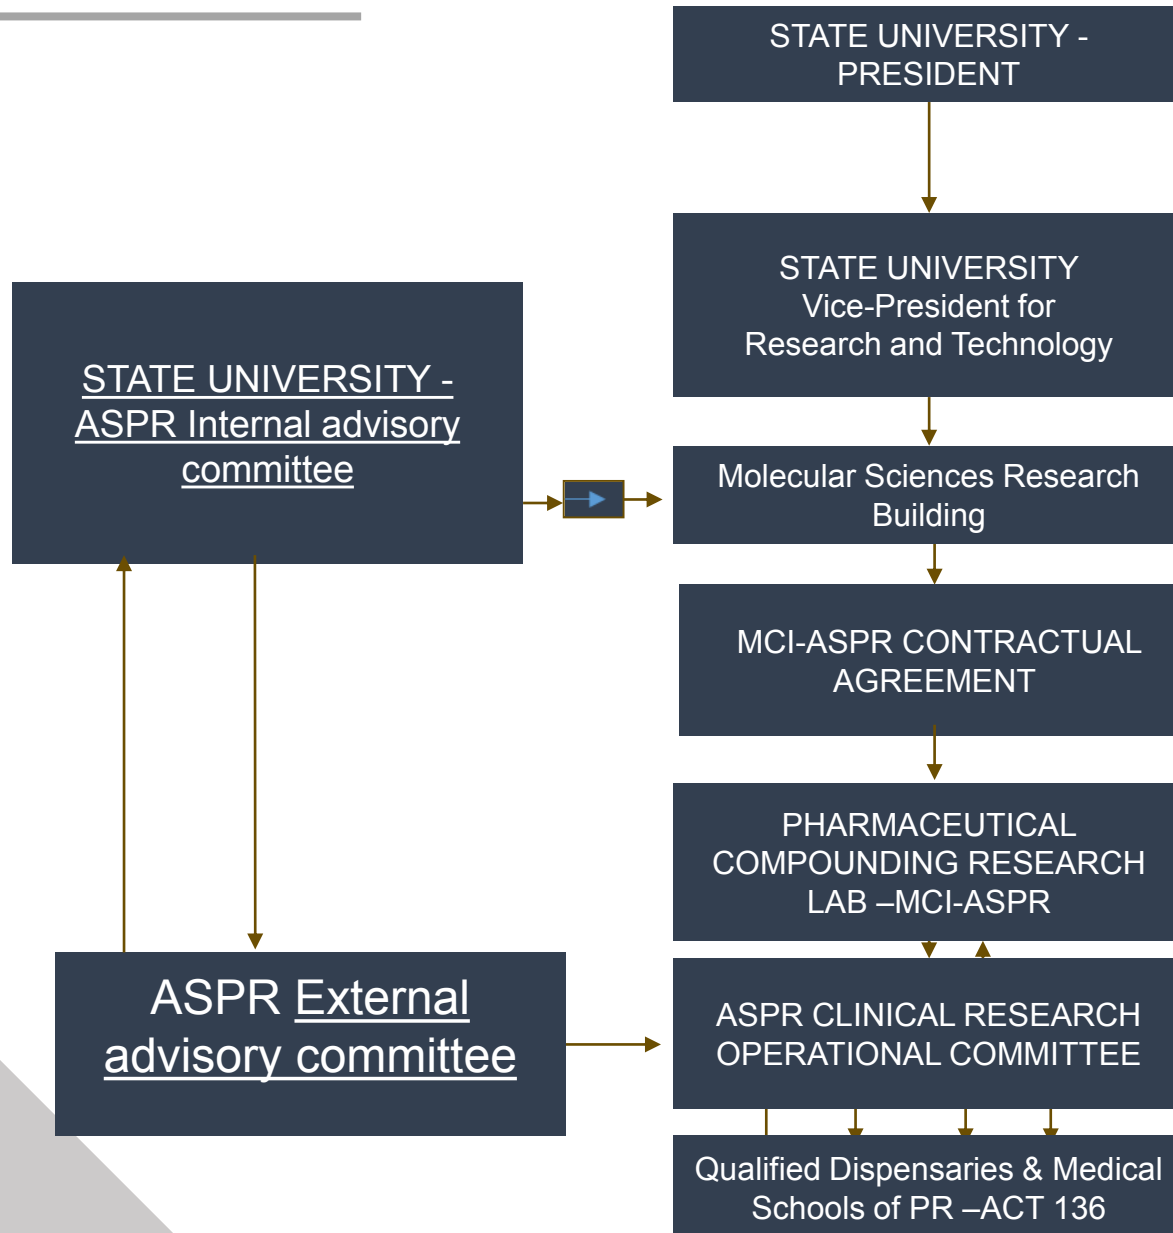 STATE UNIVERSITY -
PRESIDENT
STATE UNIVERSITY
Vice-President for
Research and Technology
STATE UNIVERSITY -
ASPR Internal advisory
committee
Molecular Sciences Research
Building
MCI-ASPR CONTRACTUAL
AGREEMENT
PHARMACEUTICAL
COMPOUNDING RESEARCH
LAB –MCI-ASPR
ASPR External
advisory committee
ASPR CLINICAL RESEARCH
OPERATIONAL COMMITTEE
Qualified Dispensaries & Medical
Schools of PR –ACT 136